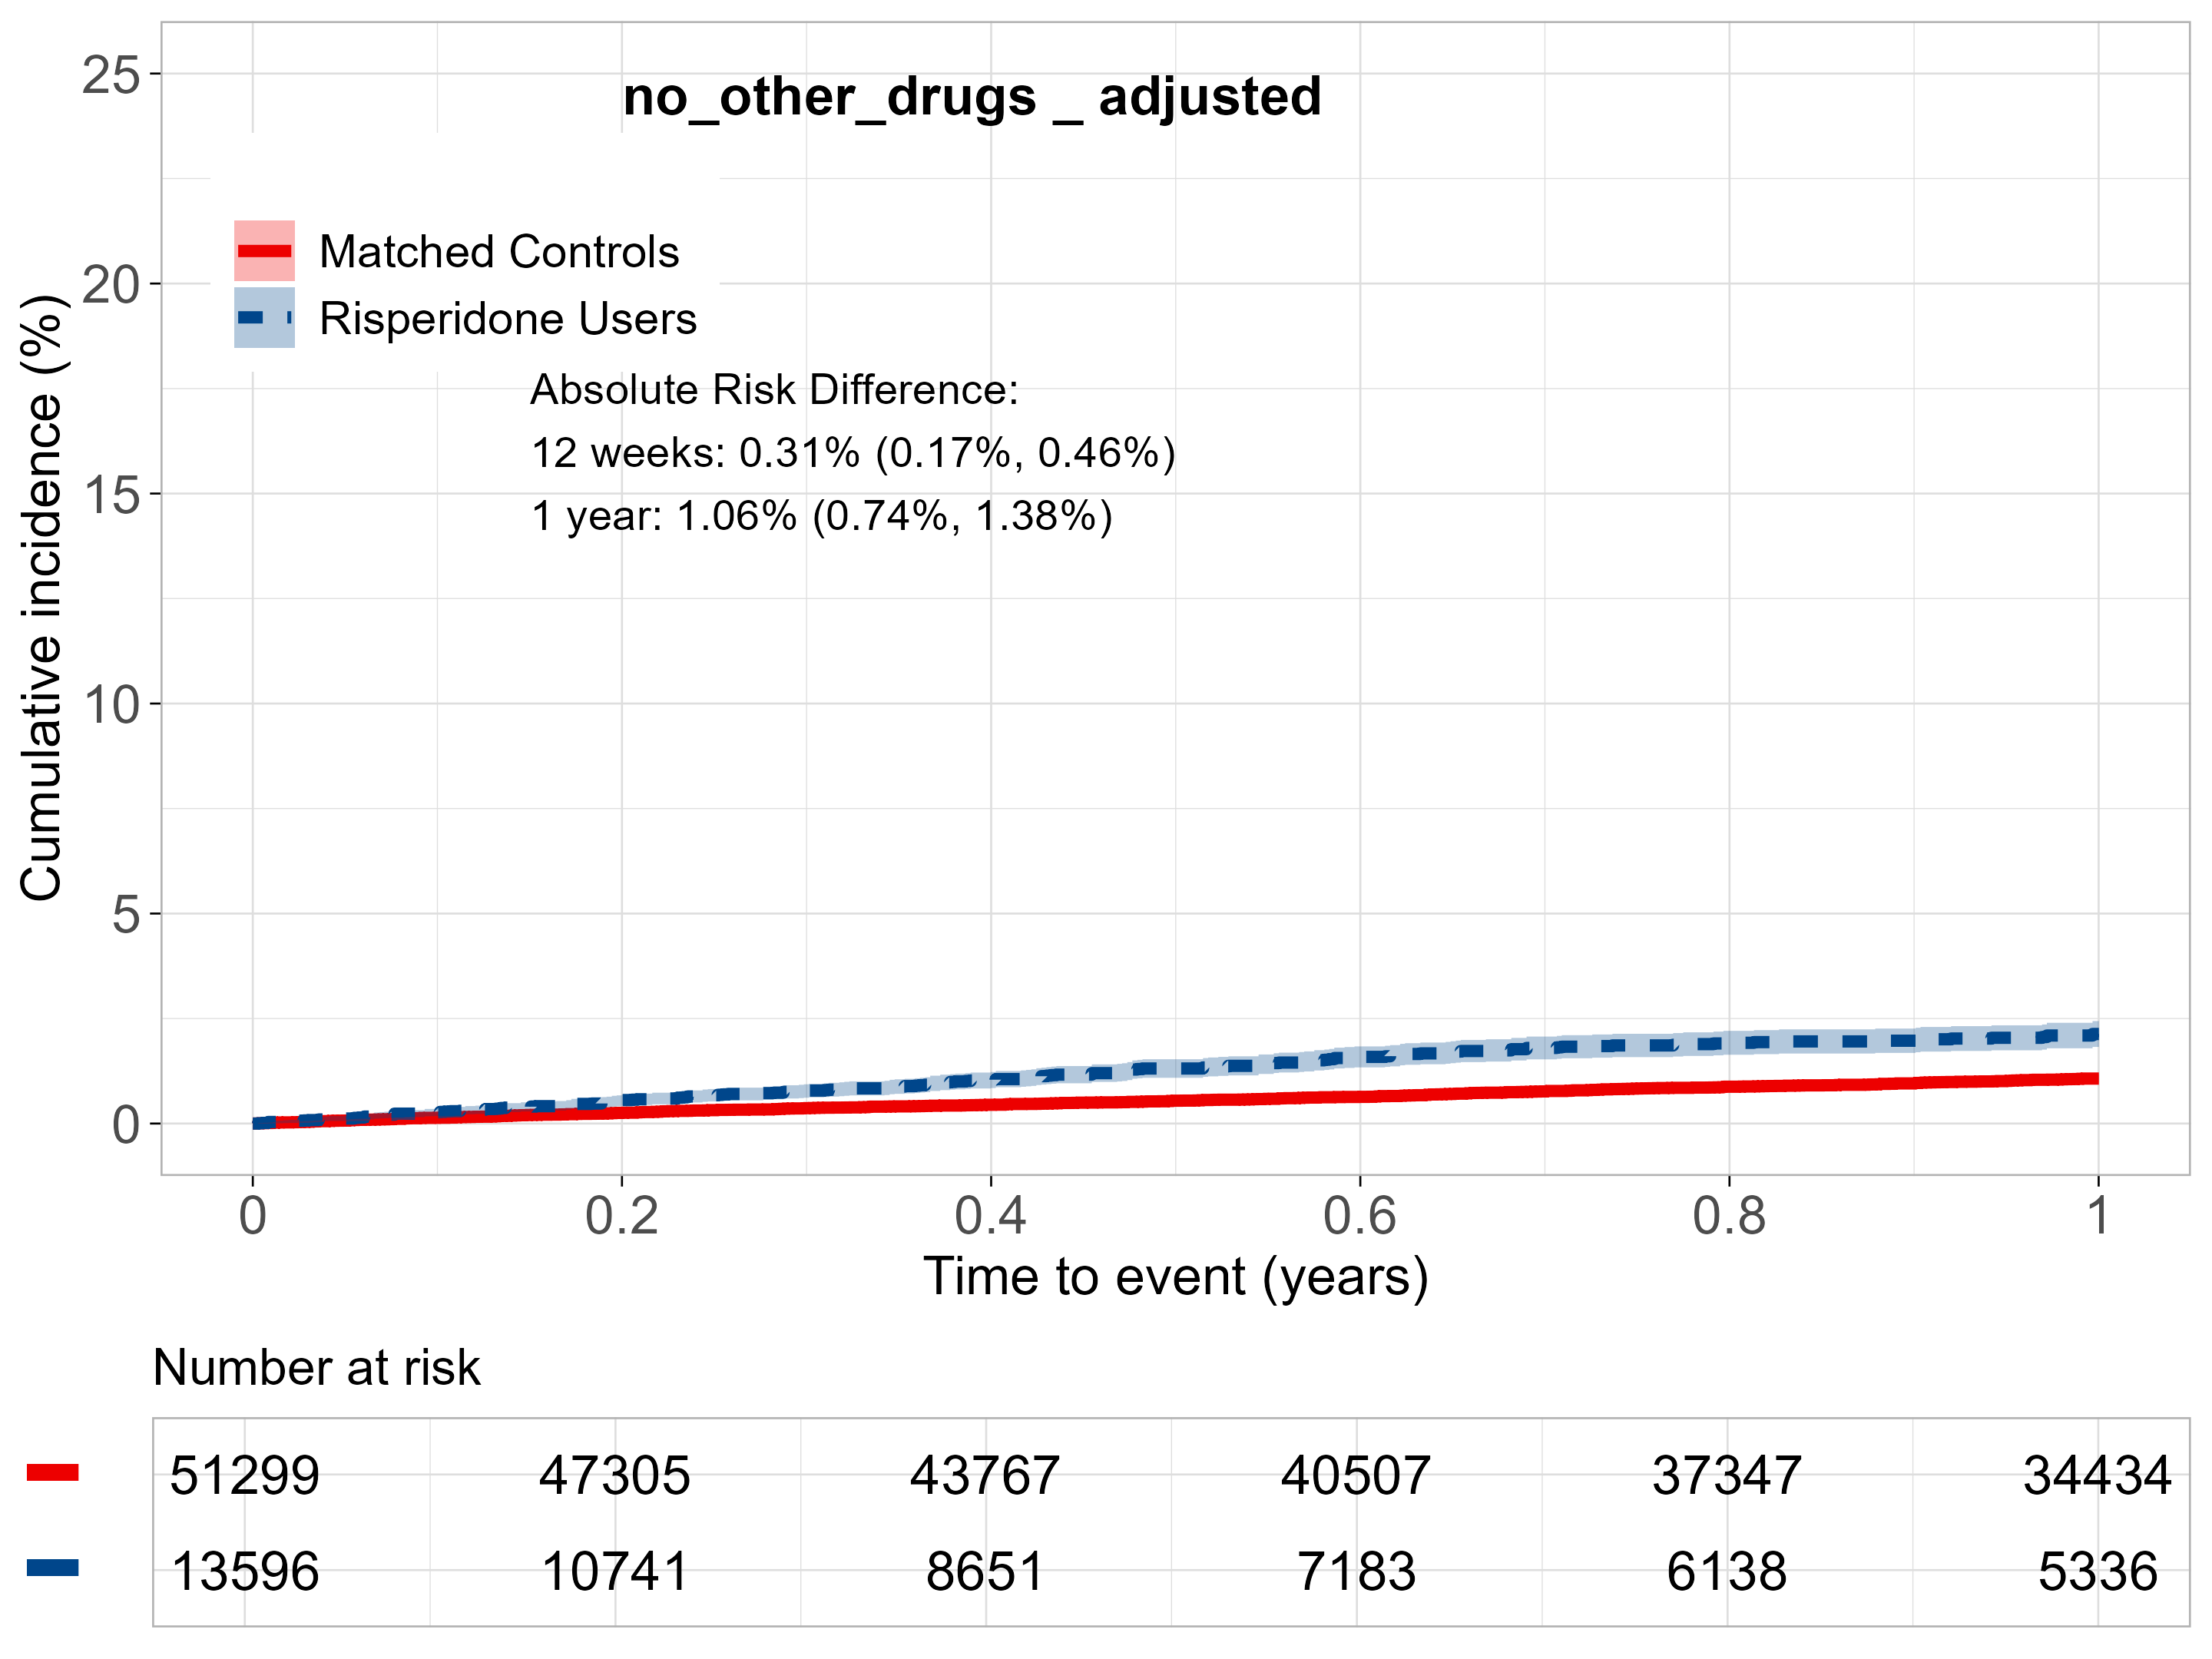 no_other_drugs _ adjusted
Matched Controls
Risperidone Users
Absolute Risk Difference:
12 weeks: 0.31% (0.17%, 0.46%)
1 year: 1.06% (0.74%, 1.38%)
Cumulative incidence (%)
25
20
15
10
5
0
0 0.2 0.4 0.6 0.8 1
Time to event (years)
Number at risk
51299 47305 43767 40507 37347 34434
13596 10741 8651 7183 6138 5336